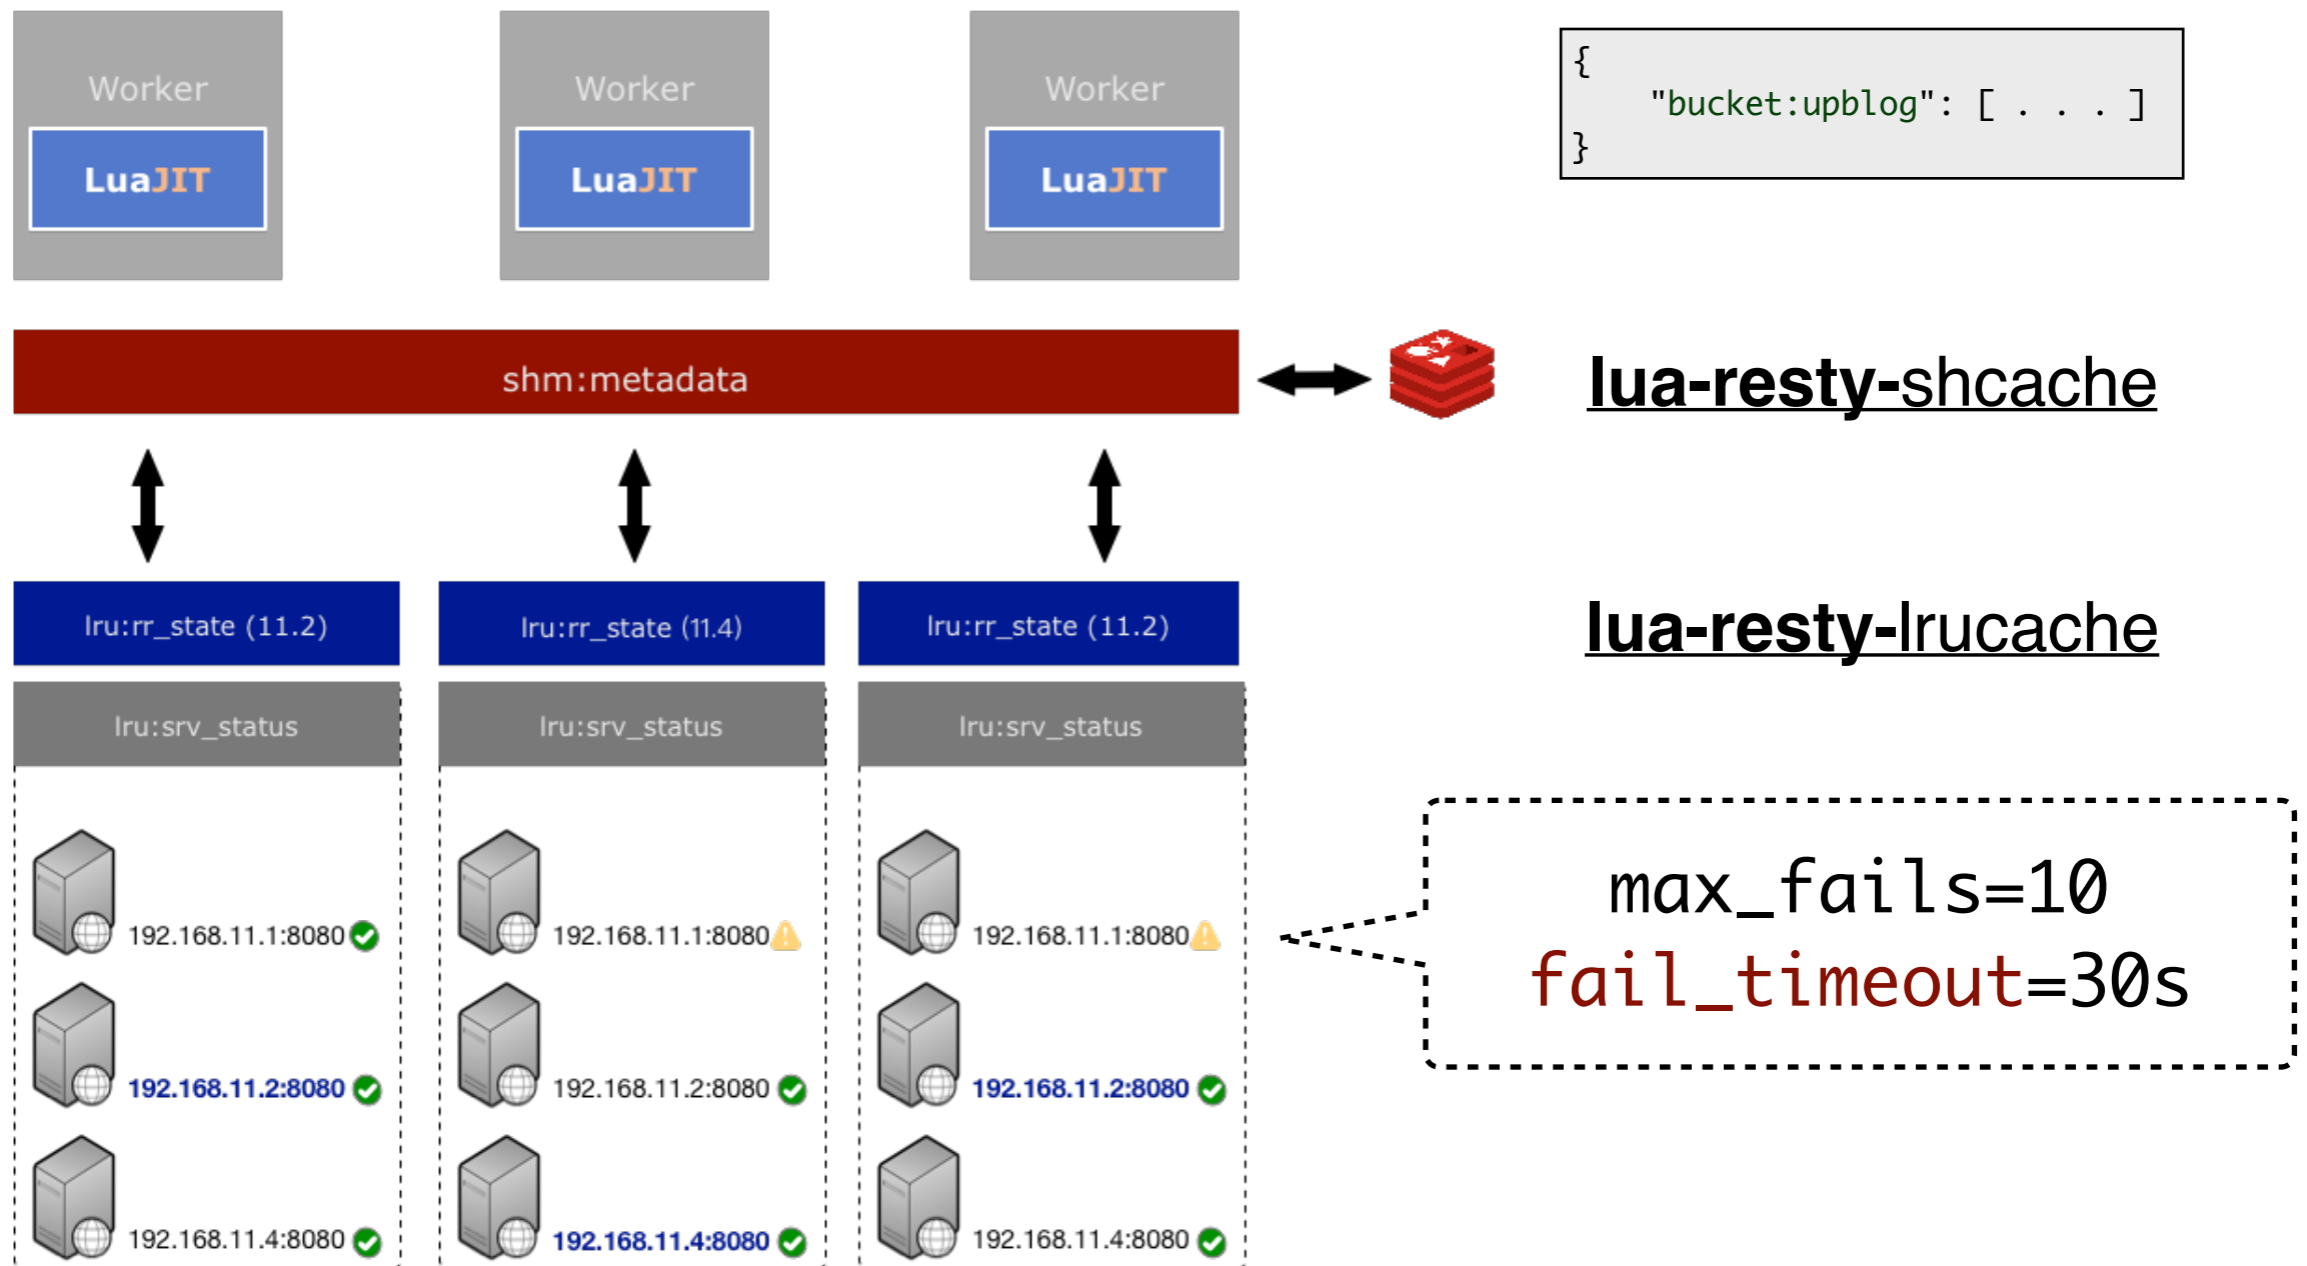 Worker
LuaJIT
Worker
LuaJIT
Worker
LuaJIT
{
"bucket:upblog": [ . . . ]
}
shm:metadata
lua-resty-shcache
lru:rr_state (11.2)
lru:rr_state (11.4)
lru:rr_state (11.2)
lua-resty-lrucache
lru:srv_status
lru:srv_status
lru:srv_status
192.168.11.1:8080
192.168.11.2:8080
192.168.11.4:8080
192.168.11.1:8080
192.168.11.2:8080
192.168.11.4:8080
192.168.11.1:8080
192.168.11.2:8080
192.168.11.4:8080
max_fails=10
fail_timeout=30s